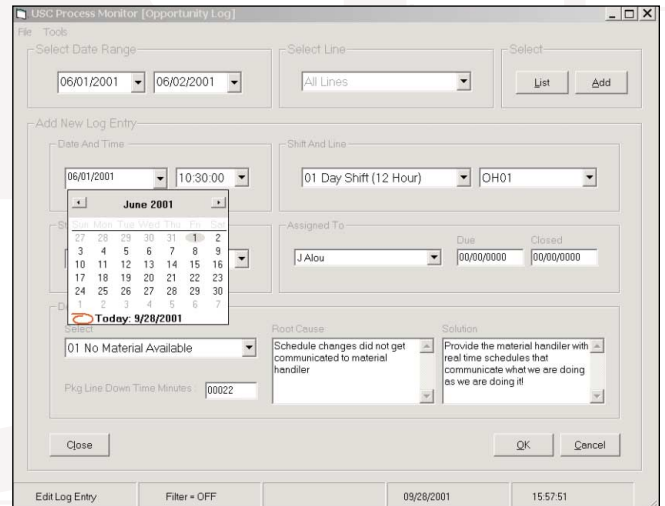 USC Process Monitor [Opportunity Log]
File Tools
Select Date Range
Select Line
Select
06/01/2001 06/02/2001
All Lines
List Add
Add New Log Entry
Date And Time
Shift And Line
06/01/2001 10:30:00
01 Day Shift (12 Hour) OH01
June 2001
Sun Mon Tue Wed Thu Fri Sat
27 28 29 30 31 1 2
3 4 5 6 7 8 9
10 11 12 13 14 15 16
17 18 19 20 21 22 23
24 25 26 27 28 29 30
1 2 3 4 5 6 7
Today: 9/28/2001
St
Assigned To
Due Closed
J Alou
00/00/0000 00/00/0000
Select
01 No Material Available
Pkg Line Down Time Minutes : 00022
Root Cause
Schedule changes did not get
communicated to material
handiler
Solution
Provide the
material handiler with
real time schedules that
communicate what we are doing
as we are doing it!
Close
OK Cancel
Edit Log Entry Filter = OFF 09/28/2001 15:57:51